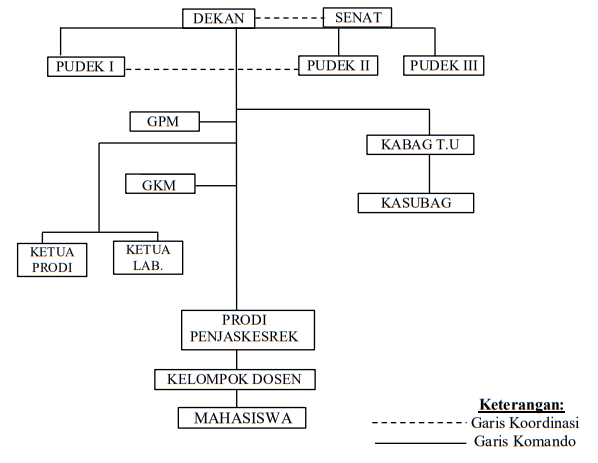 DEKAN
SENAT
PUDEK I
PUDEK II
PUDEK III
GPM
KABAG T.U
GKM
KASUBAG
KETUA
PRODI
KETUA
LAB.
PRODI
PENJASKESREK
KELOMPOK DOSEN
MAHASISWA
Keterangan:
Garis Koordinasi
Garis Komando